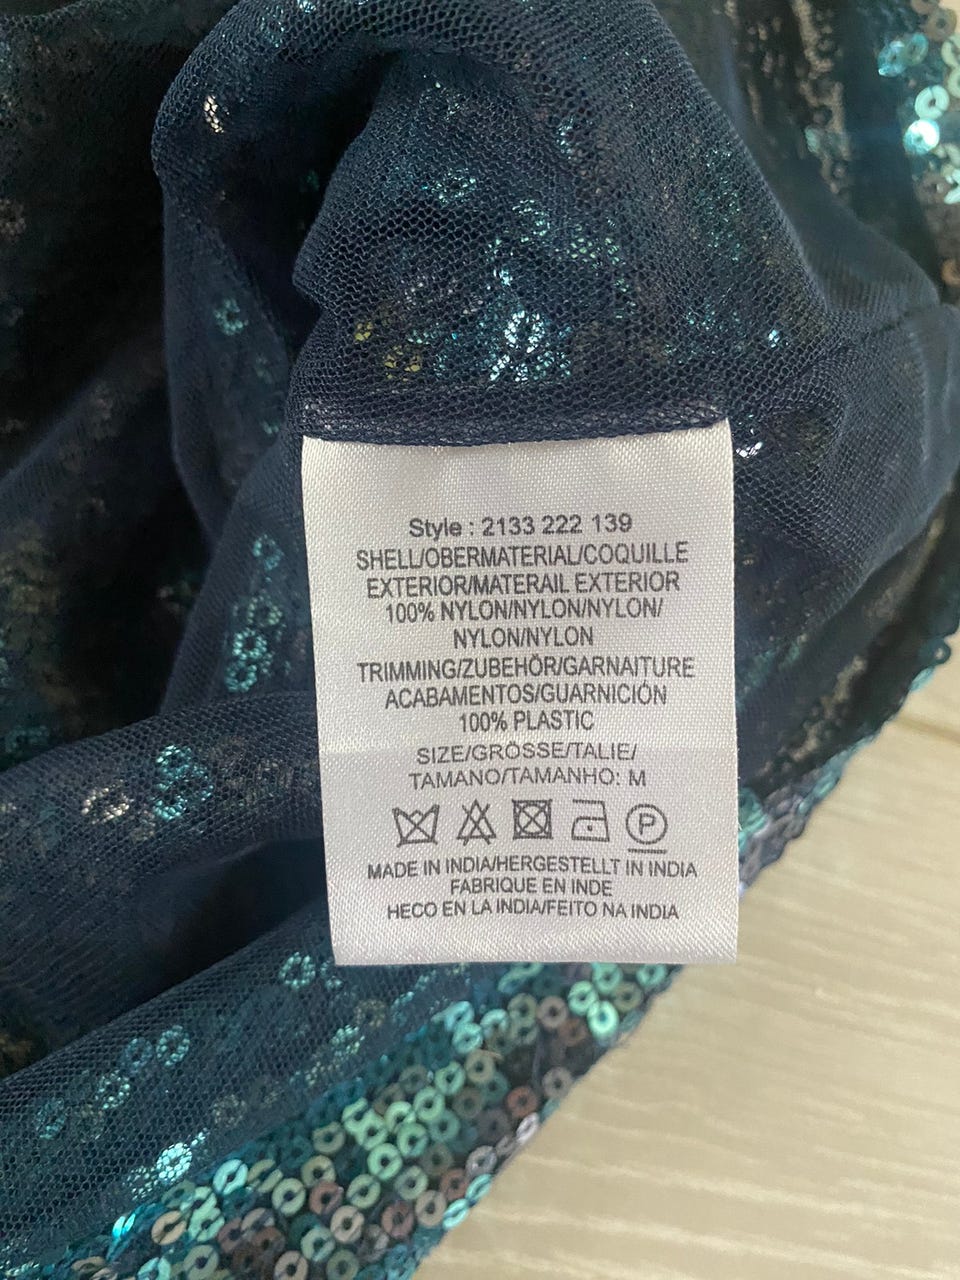 Style : 2133 222 139
SHELL/OBERMATERIAL/COQUILLE
EXTERIOR/MATERAIL EXTERIOR
100% NYLON/NYLON/NYLON/
NYLON/NYLON
TRIMMING/ZUBEHÖR/GARNAITURE
ACABAMENTOS/GUARNICIÓN
100% PLASTIC
SIZE/GRÖSSE/TALIE/
TAMANO/TAMANHO: M
P
MADE IN INDIA/HERGESTELLT IN INDIA
FABRIQUE EN INDE
HECO EN LA INDIA/FEITO NA INDIA